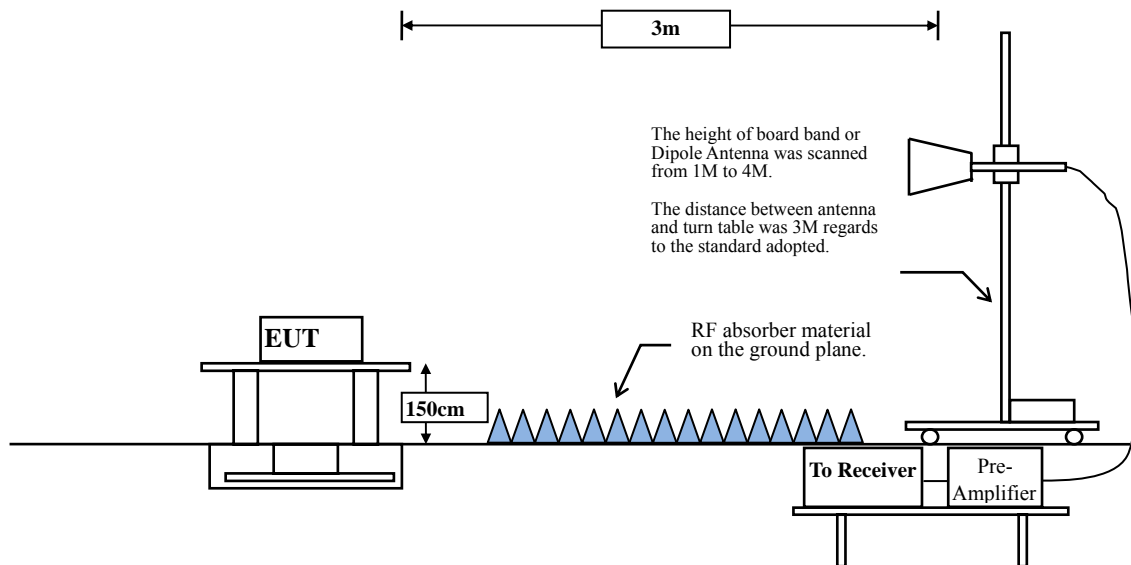 3m
The height of board band or
Dipole Antenna was scanned
from 1M to 4M.
The distance between antenna
and turn table was 3M regards
to the standard adopted.
EUT
RF absorber material
on the ground plane.
150cm
To Receiver
Pre-
Amplifier